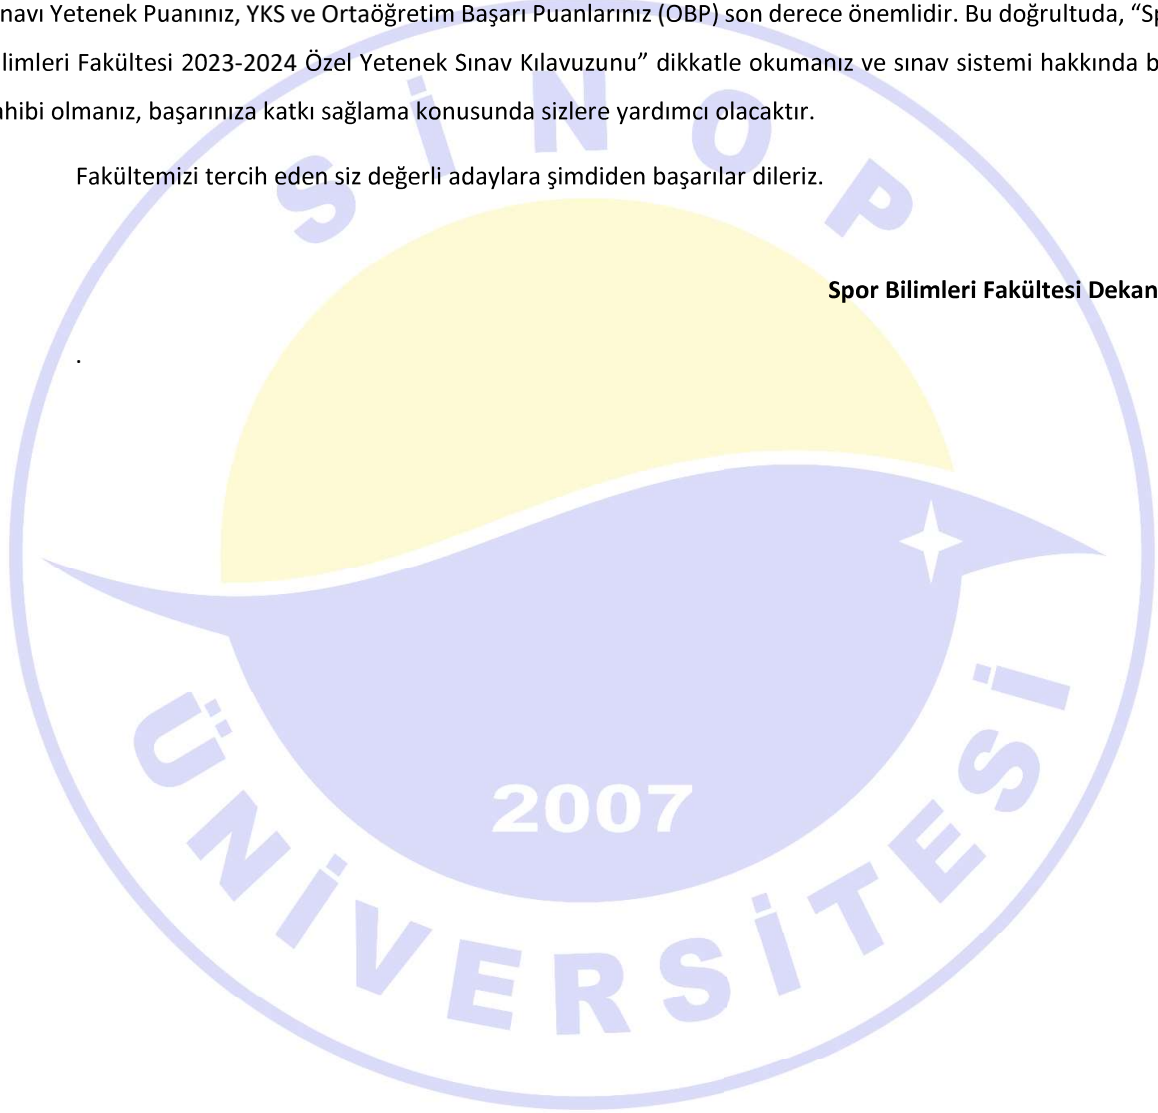 navı Yetenek Puanınız, YKS ve Ortaöğretim Başarı Puanlarınız (OBP) son derece önemlidir. Bu doğrultuda, “Sp
limleri Fakültesi 2023-2024 Özel Yetenek Sınav Kılavuzunu” dikkatle okumanız ve sınav sistemi hakkında b
ahibi olmanız, başarınıza katkı sağlama konusunda sizlere yardımcı olacaktır.
Fakültemizi tercih eden siz değerli adaylara şimdiden başarılar dileriz.
Spor Bilimleri Fakültesi Dekan
.
SİNOP
2007
ÜNİVERSİTESİ